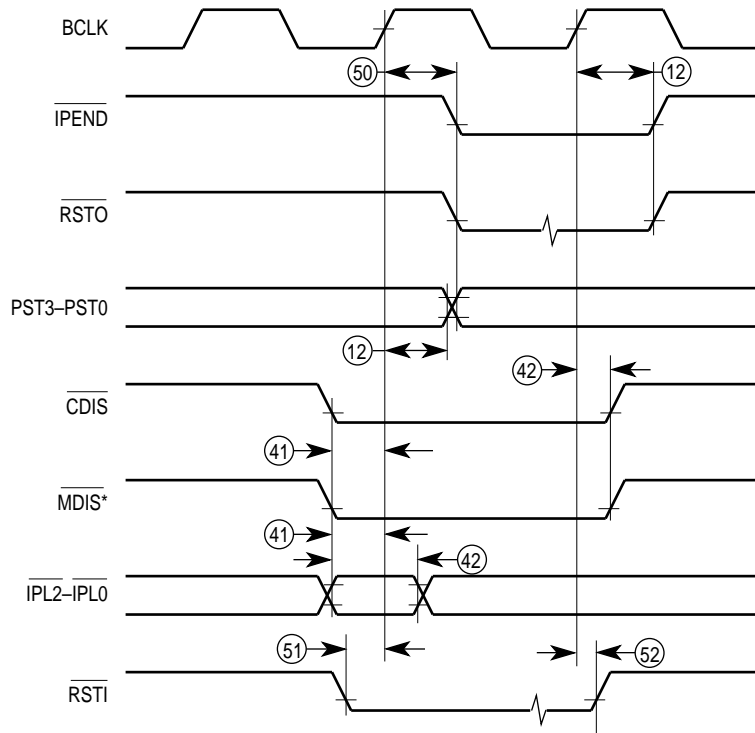 BCLK
50
12
IPEND
RSTO
PST3–PST0
12
42
CDIS
41
MDIS*
41
42
IPL2–IPL0
51
52
RSTI